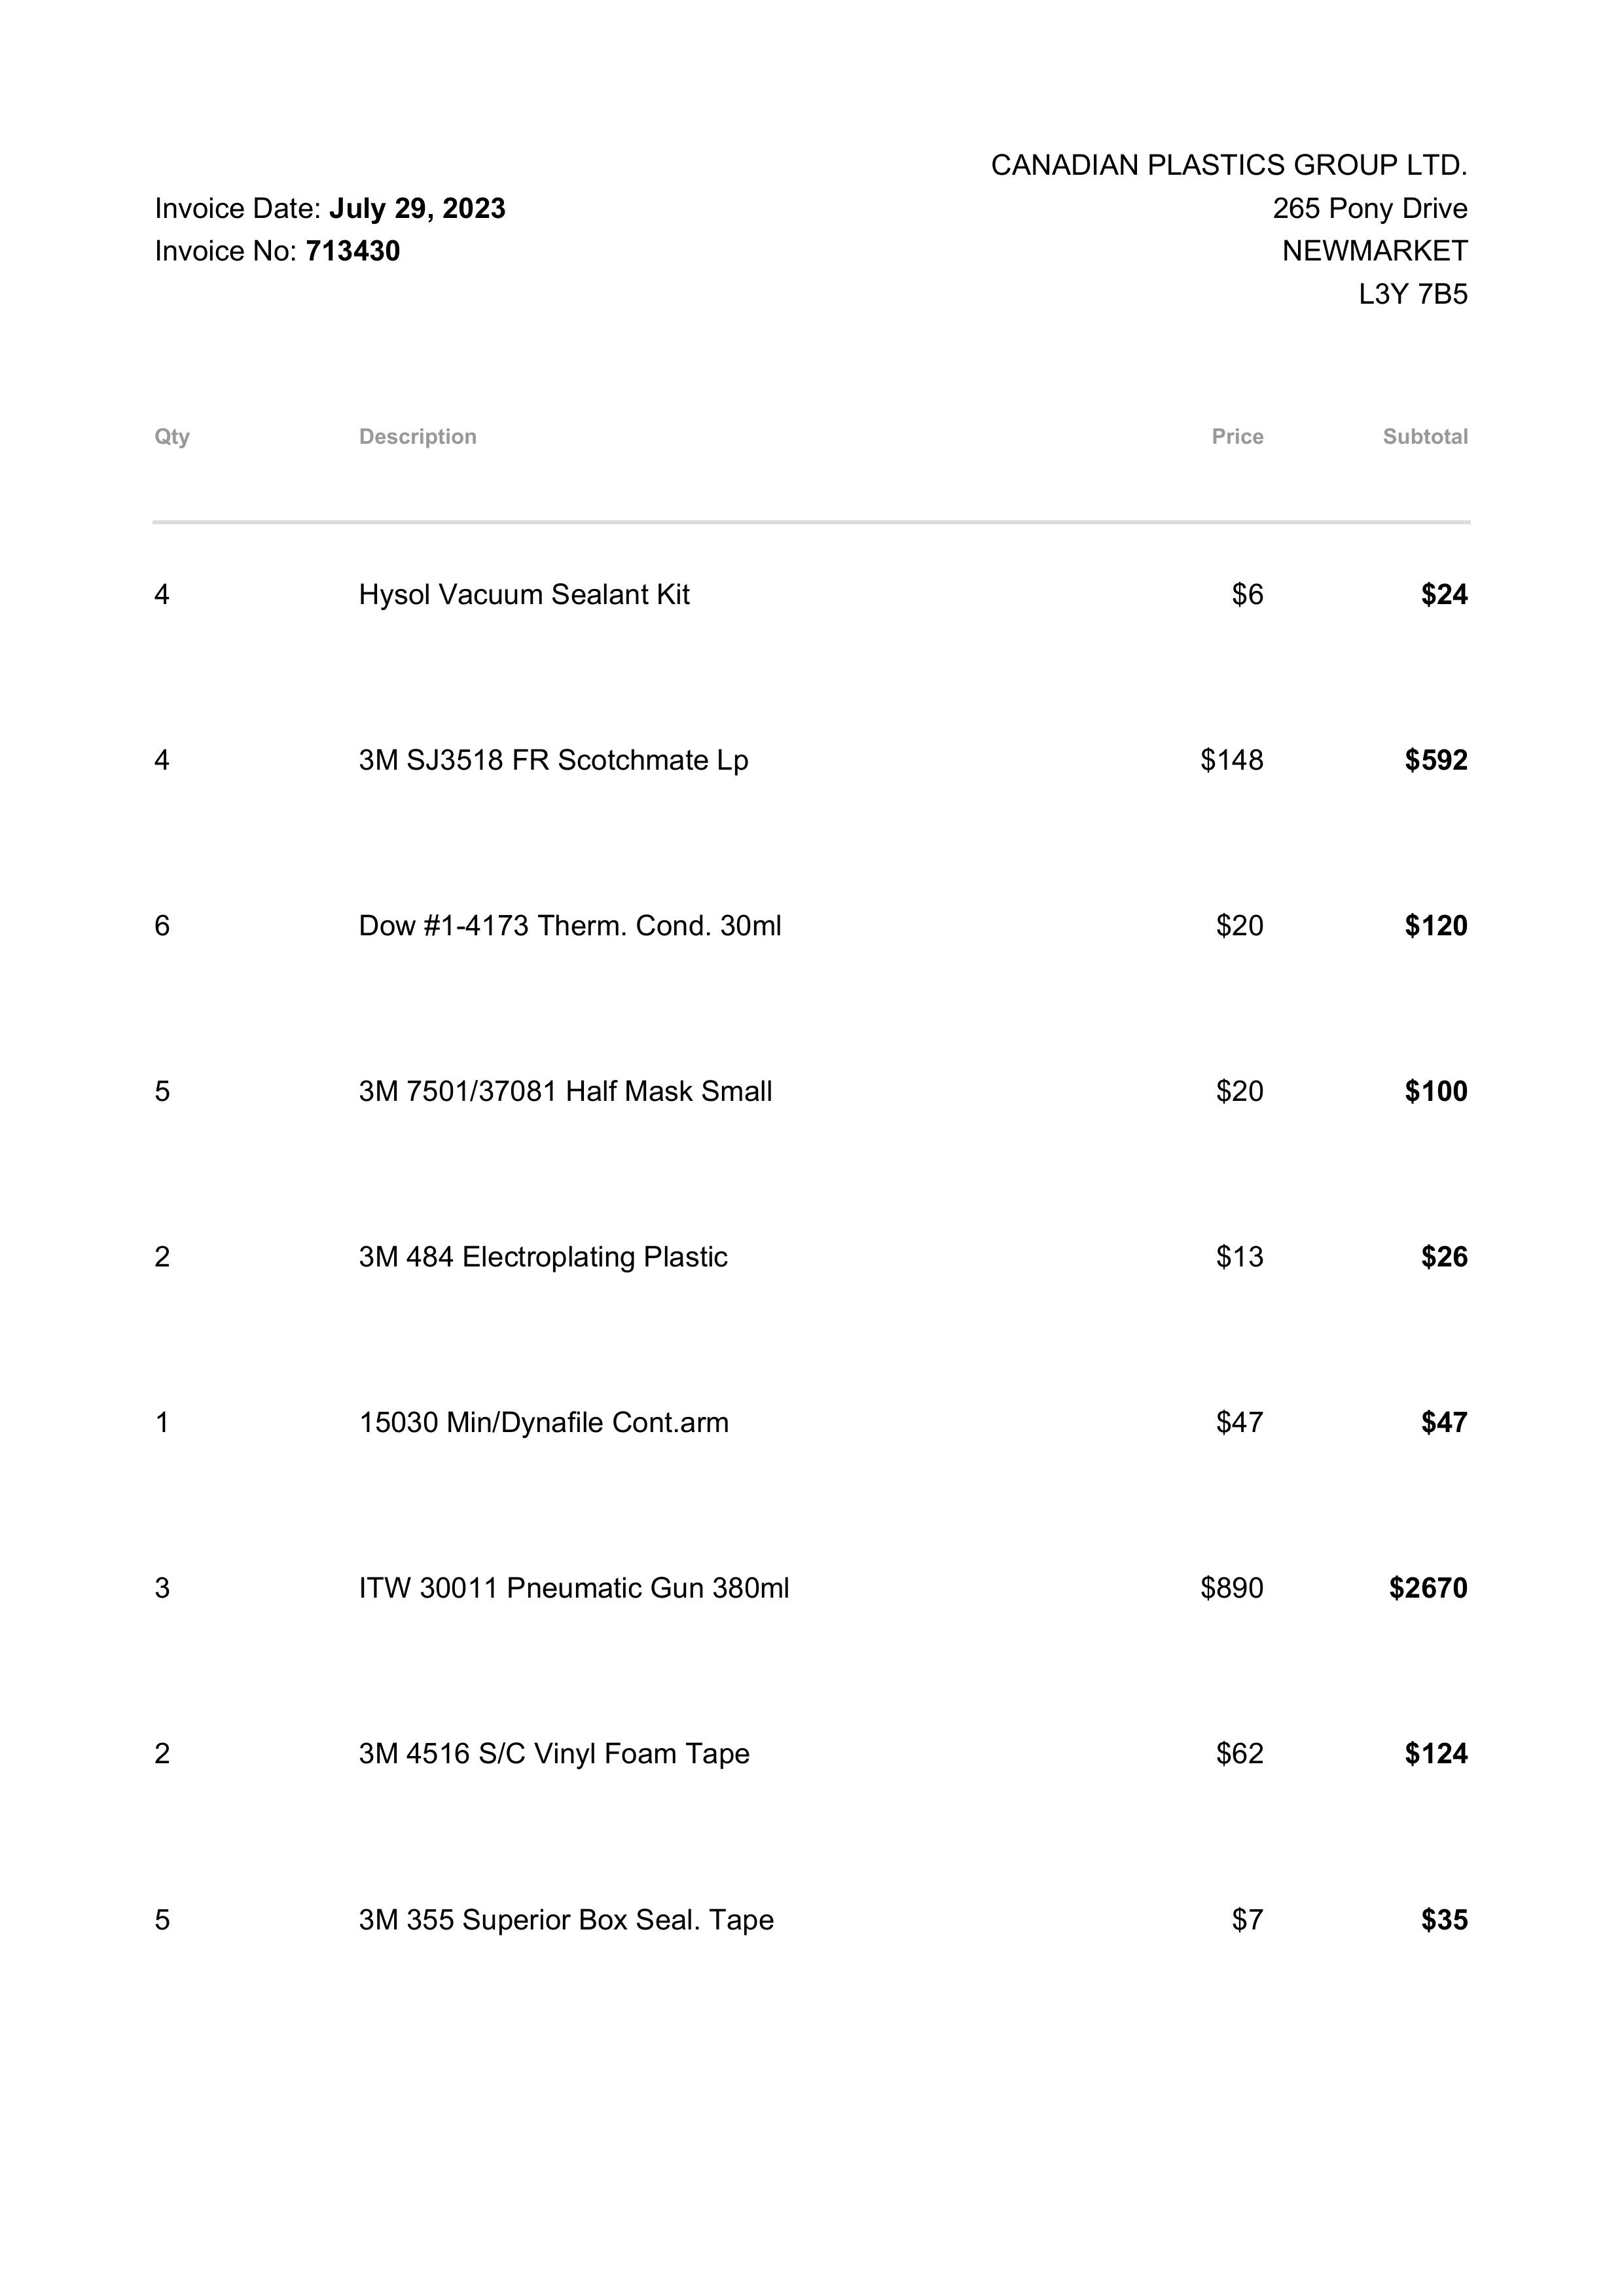 CANADIAN PLASTICS GROUP LTD.
Invoice Date: July 29, 2023 265 Pony Drive
Invoice No: 713430 NEWMARKET
L3Y 7B5
Qty Description Price Subtotal
4 Hysol Vacuum Sealant Kit $6 $24
4 3M SJ3518 FR Scotchmate Lp $148 $592
6 Dow #1-4173 Therm. Cond. 30ml $20 $120
5 3M 7501/37081 Half Mask Small $20 $100
2 3M 484 Electroplating Plastic $13 $26
1 15030 Min/Dynafile Cont.arm $47 $47
3 ITW 30011 Pneumatic Gun 380ml $890 $2670
2 3M 4516 S/C Vinyl Foam Tape $62 $124
5 3M 355 Superior Box Seal. Tape $7 $35